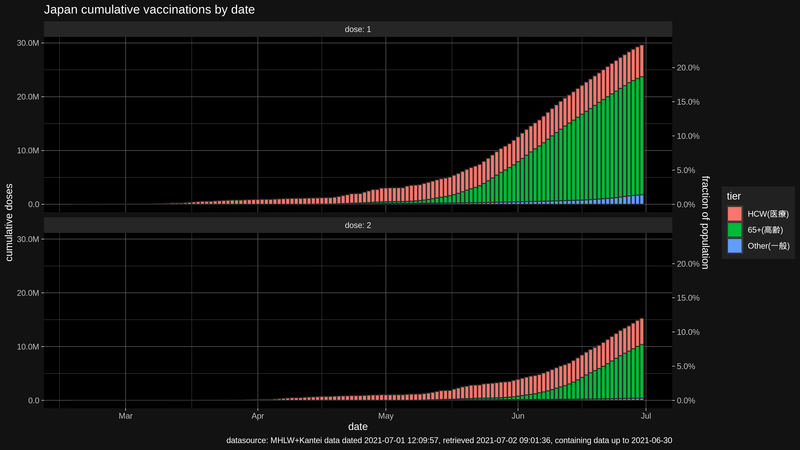 Japan cumulative vaccinations by date
dose: 1
30.0M
20.0M
10.0M
0.0
20.0%
15.0%
10.0%
5.0%
0.0%
dose: 2
30.0M
20.0M
10.0M
0.0
20.0%
15.0%
10.0%
5.0%
0.0%
cumulative doses
fraction of population
Mar
Apr
May
Jun
Jul
date
tier
HCW(医療)
65+(高齢)
Other(一般)
datasource: MHLW+Kantei data dated 2021-07-01 12:09:57, retrieved 2021-07-02 09:01:36, containing data up to 2021-06-30